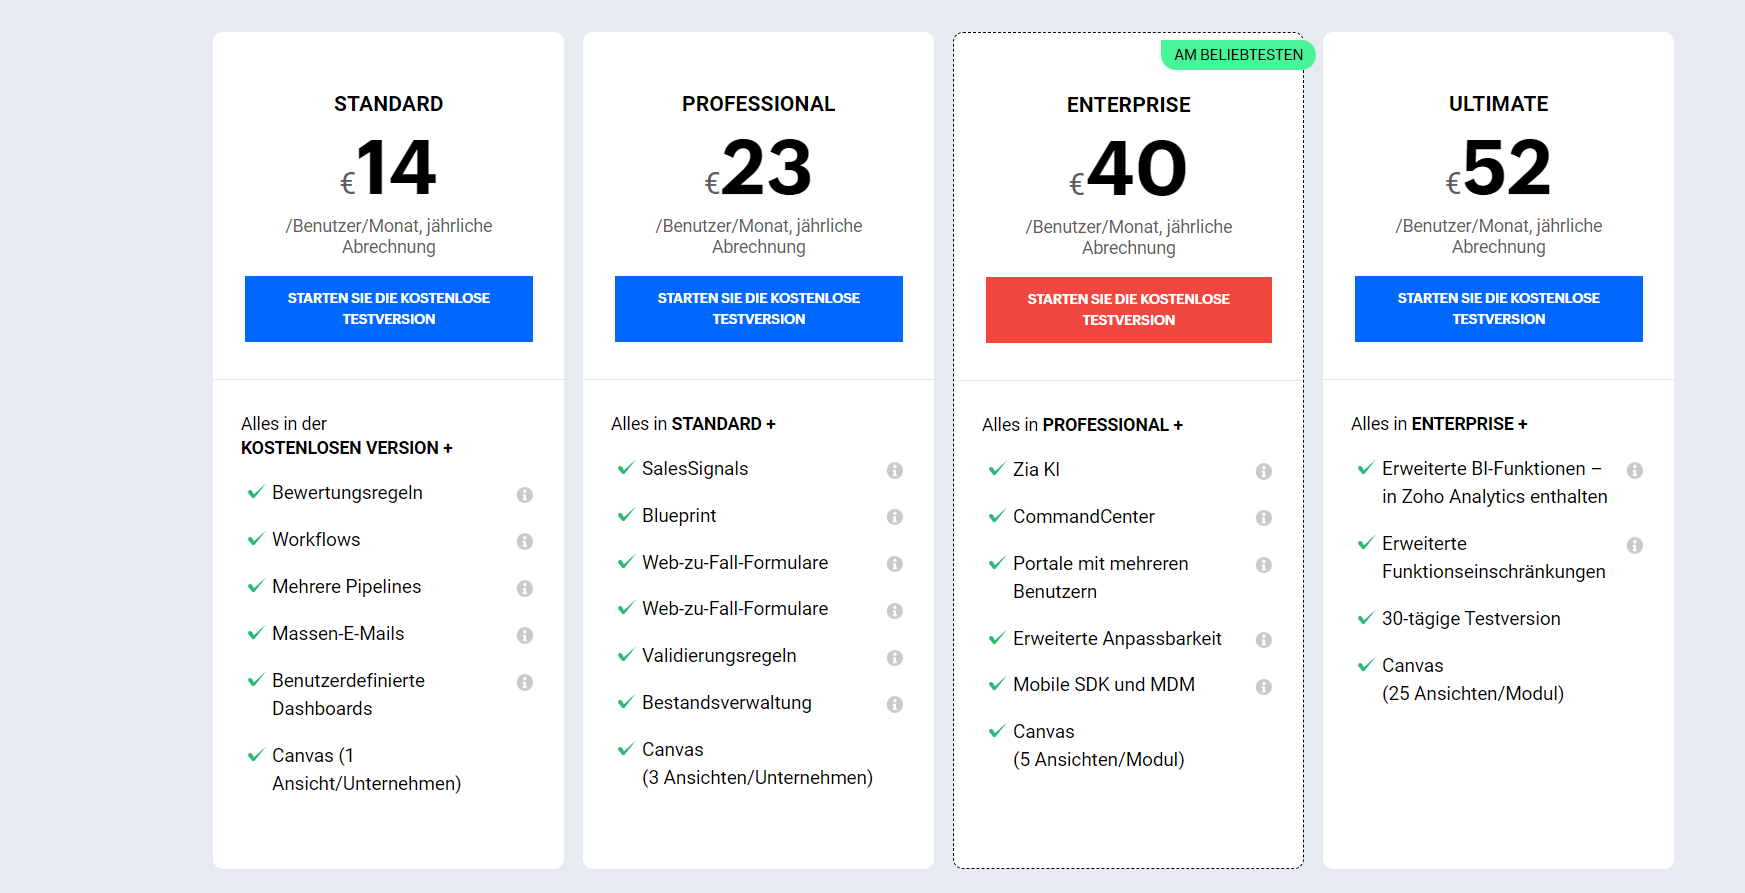 STANDARD
€14
/Benutzer/Monat, jährliche
Abrechnung
STARTEN SIE DIE KOSTENLOSE
TESTVERSION
Alles in der
KOSTENLOSEN VERSION +
Bewertungsregeln
Workflows
Mehrere Pipelines
Massen-E-Mails
Benutzerdefinierte
Dashboards
Canvas (1
Ansicht/Unternehmen)
PROFESSIONAL
€23
/Benutzer/Monat, jährliche
Abrechnung
STARTEN SIE DIE KOSTENLOSE
TESTVERSION
Alles in STANDARD +
SalesSignals
Blueprint
Web-zu-Fall-Formulare
Web-zu-Fall-Formulare
Validierungsregeln
Bestandsverwaltung
Canvas
(3 Ansichten/Unternehmen)
AM BELIEBTESTEN
ENTERPRISE
€40
/Benutzer/Monat, jährliche
Abrechnung
STARTEN SIE DIE KOSTENLOSE
TESTVERSION
Alles in PROFESSIONAL +
Zia KI
CommandCenter
Portale mit mehreren
Benutzern
Erweiterte Anpassbarkeit
Mobile SDK und MDM
Canvas
(5 Ansichten/Modul)
ULTIMATE
€52
/Benutzer/Monat, jährliche
Abrechnung
STARTEN SIE DIE KOSTENLOSE
TESTVERSION
Alles in ENTERPRISE +
Erweiterte BI-Funktionen –
in Zoho Analytics enthalten
Erweiterte
Funktionseinschränkungen
30-tägige Testversion
Canvas
(25 Ansichten/Modul)